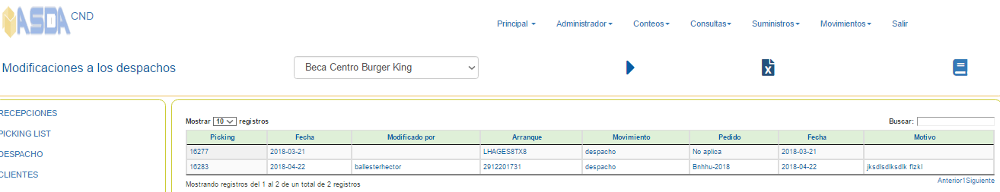 ASDA CND
Principal Administrador Conteos Consultas Suministros Movimientos Salir
Modificaciones a los despachos Beca Centro Burger King
RECEPCIONES
PICKING LIST
DESPACHO
CLIENTES
Mostrar 10 registros Buscar:
Picking Fecha Modificado por Arranque Movimiento Pedido Fecha Motivo
16277 2018-03-21 LHAGES8TX8 despacho No aplica 2018-03-21
16283 2018-04-22 ballesterhector 2912201731 despacho Bnhhu-2018 2018-04-22 jksdlsdlksdlk flzkl
Mostrando registros del 1 al 2 de un total de 2 registros Anterior1Siguiente